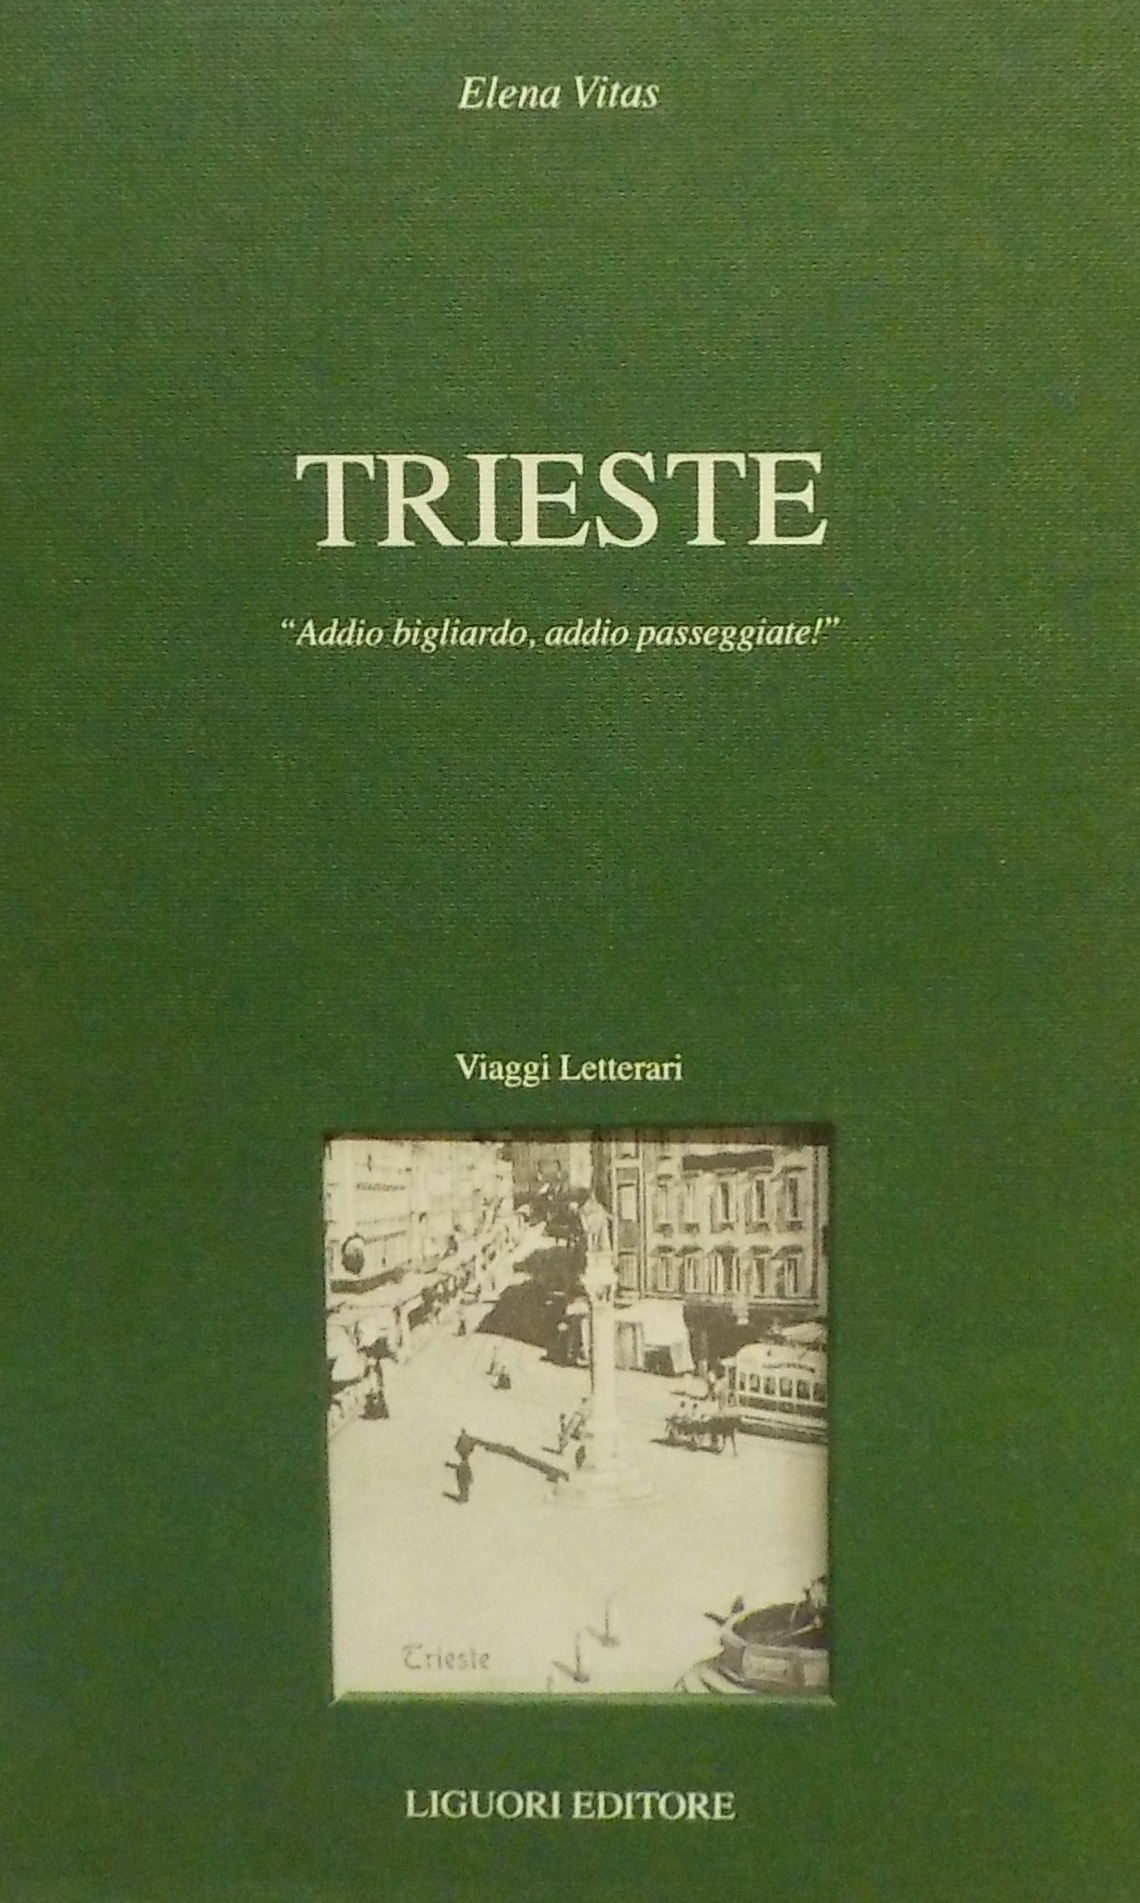 Elena Vitas
TRIESTE
“Addio bigliardo, addio passeggiate!”
Viaggi Letterari
Trieste
LIGUORI EDITORE